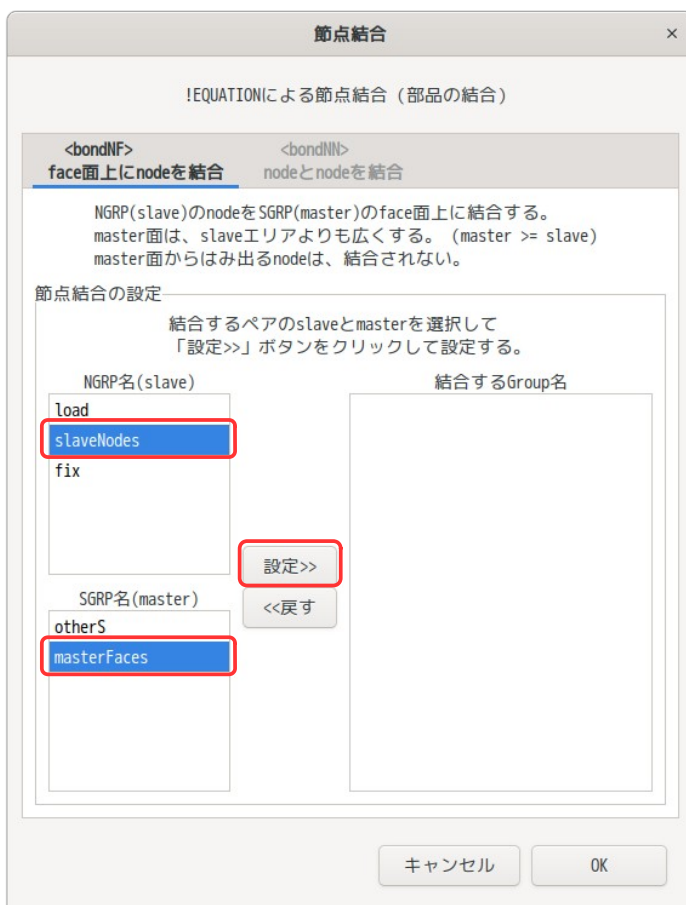 節点結合
×
!EQUATIONによる節点結合 (部品の結合)
<bondNF>
face面上にnodeを結合
<bondNN>
nodeとnodeを結合
NGRP(slave)のnodeをSGRP(master)のface面上に結合する。
master面は、slaveエリアよりも広くする。 (master >= slave)
master面からはみ出るnodeは、結合されない。
節点結合の設定
結合するペアのslaveとmasterを選択して
「設定>>」ボタンをクリックして設定する。
NGRP名(slave)
load
slaveNodes
fix
設定>>
<<戻す
SGRP名(master)
otherS
masterFaces
結合するGroup名
キャンセル
OK